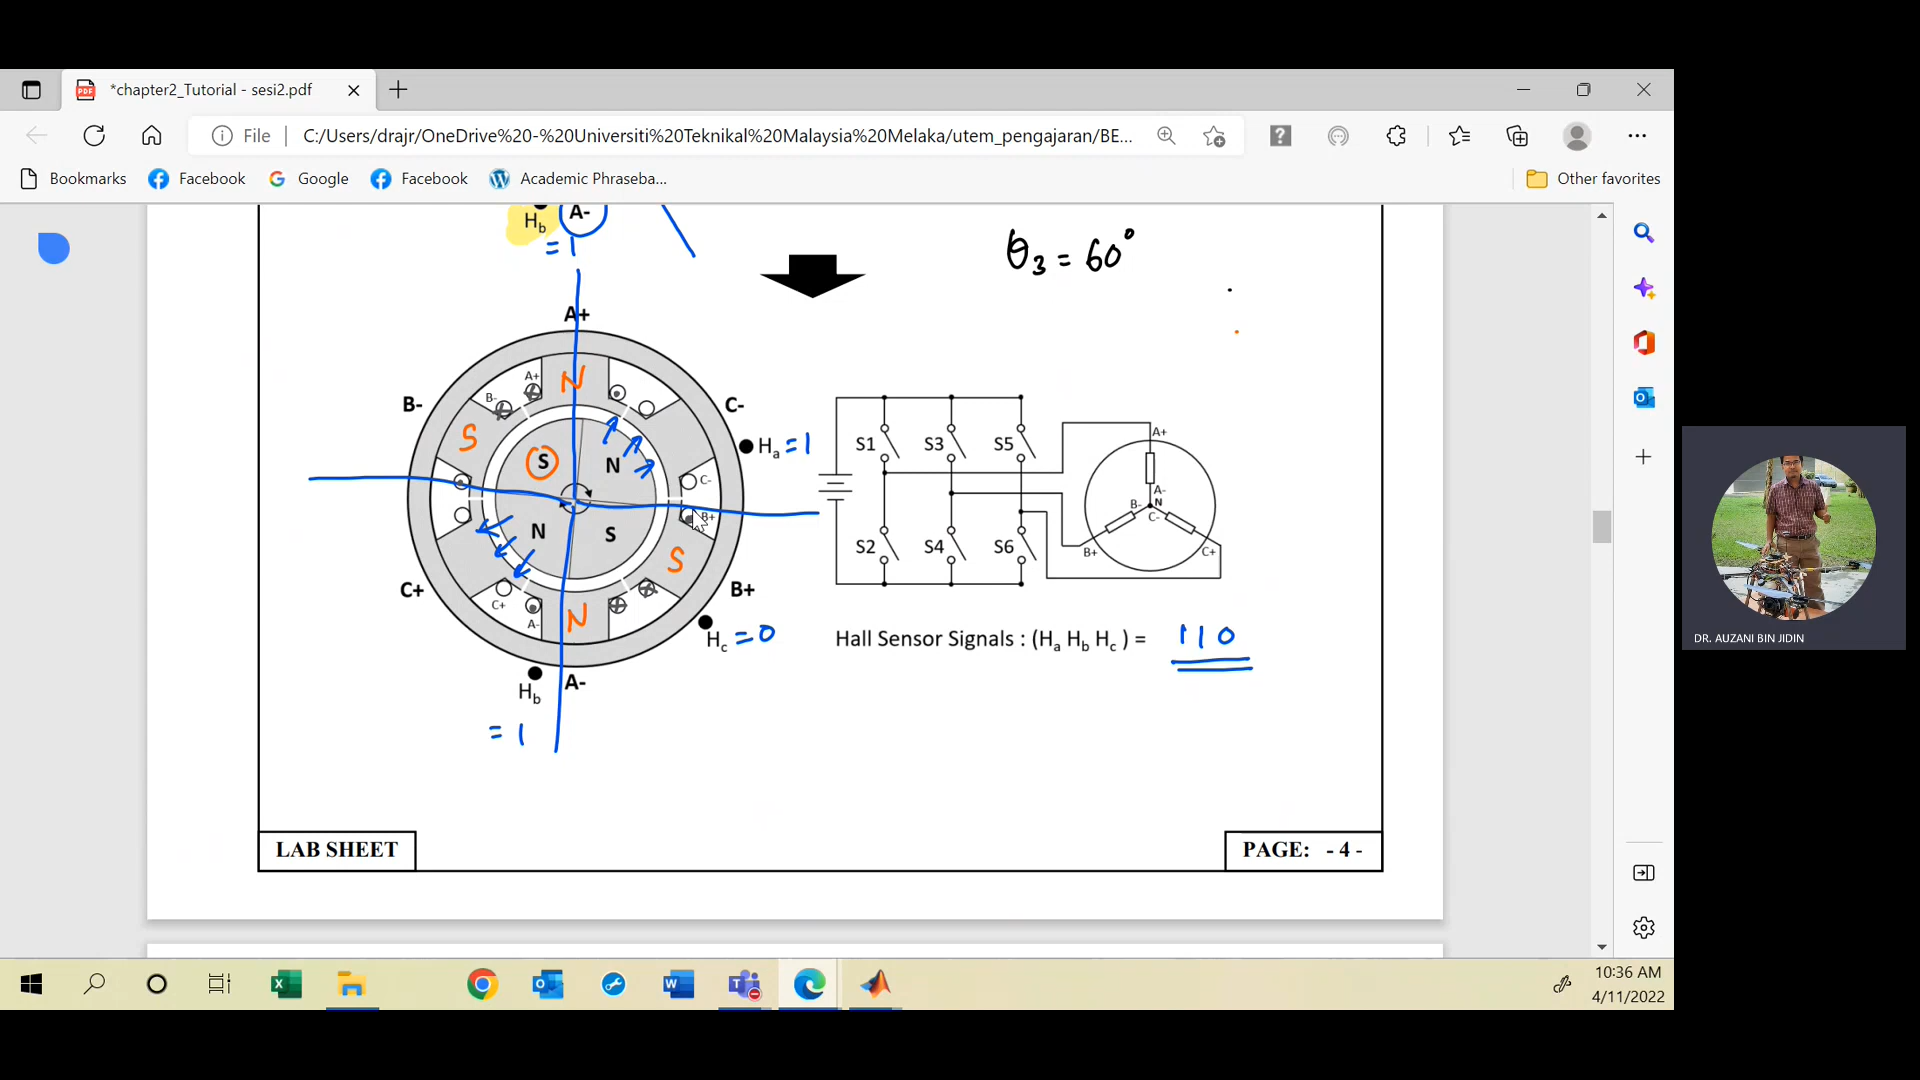 *chapter2_Tutorial - sesi2.pdf
File
C:/Users/drajr/OneDrive%20-%20Universiti%20Teknikal%20Malaysia%20Melaka/utem_pengajaran/BE...
Bookmarks
Facebook
Google
Facebook
Academic Phraseba...
Other favorites
Hb
A-
= 1
θ3 = 60°
A+
B-
C-
C+
B+
A-
A+
B-
C-
B+
C+
A-
N
S
S
N
S
N
N
S
Ha = 1
Hc = 0
Hb
= 1
S1
S3
S5
S2
S4
S6
A+
A-
N
B-
C-
B+
C+
Hall Sensor Signals : (Ha Hb Hc ) = 110
LAB SHEET
PAGE: - 4 -
DR. AUZANI BIN JIDIN
10:36 AM
4/11/2022